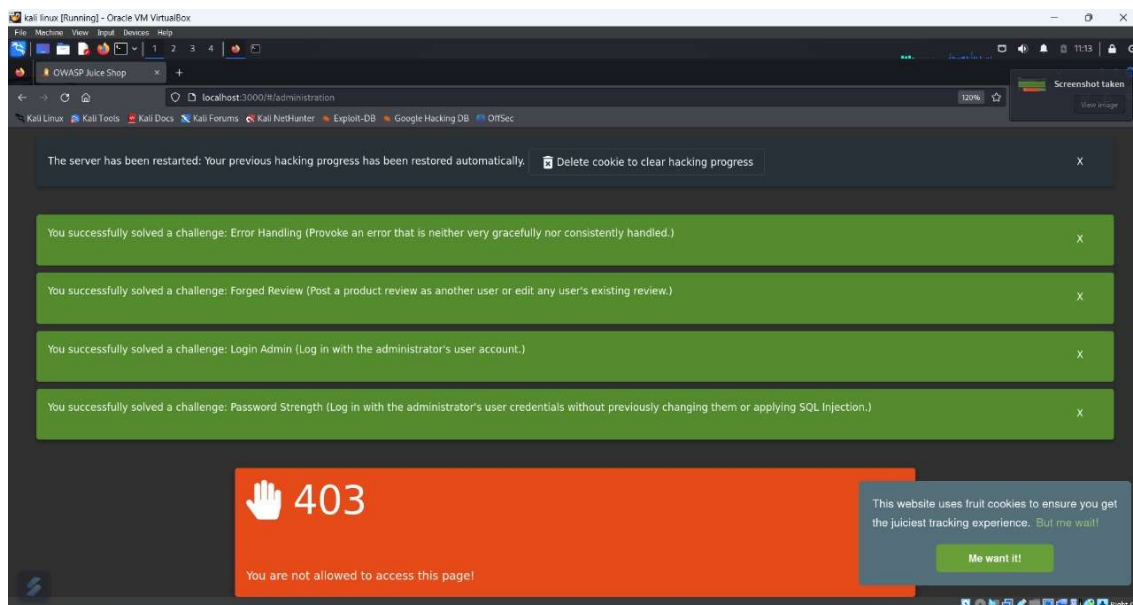 kali linux [Running] - Oracle VM VirtualBox
File Machine View Input Devices Help
1 2 3 4 11:13
OWASP Juice Shop × +
Screenshot taken
View image
localhost:3000/#/administration 120%
Kali Linux Kali Tools Kali Docs Kali Forums Kali NetHunter Exploit-DB Google Hacking DB OffSec
The server has been restarted: Your previous hacking progress has been restored automatically. Delete cookie to clear hacking progress X
You successfully solved a challenge: Error Handling (Provoke an error that is neither very gracefully nor consistently handled.) X
You successfully solved a challenge: Forged Review (Post a product review as another user or edit any user's existing review.) X
You successfully solved a challenge: Login Admin (Log in with the administrator's user account.) X
You successfully solved a challenge: Password Strength (Log in with the administrator's user credentials without previously changing them or applying SQL Injection.) X
403
You are not allowed to access this page!
This website uses fruit cookies to ensure you get
the juiciest tracking experience. But me wait!
Me want it!